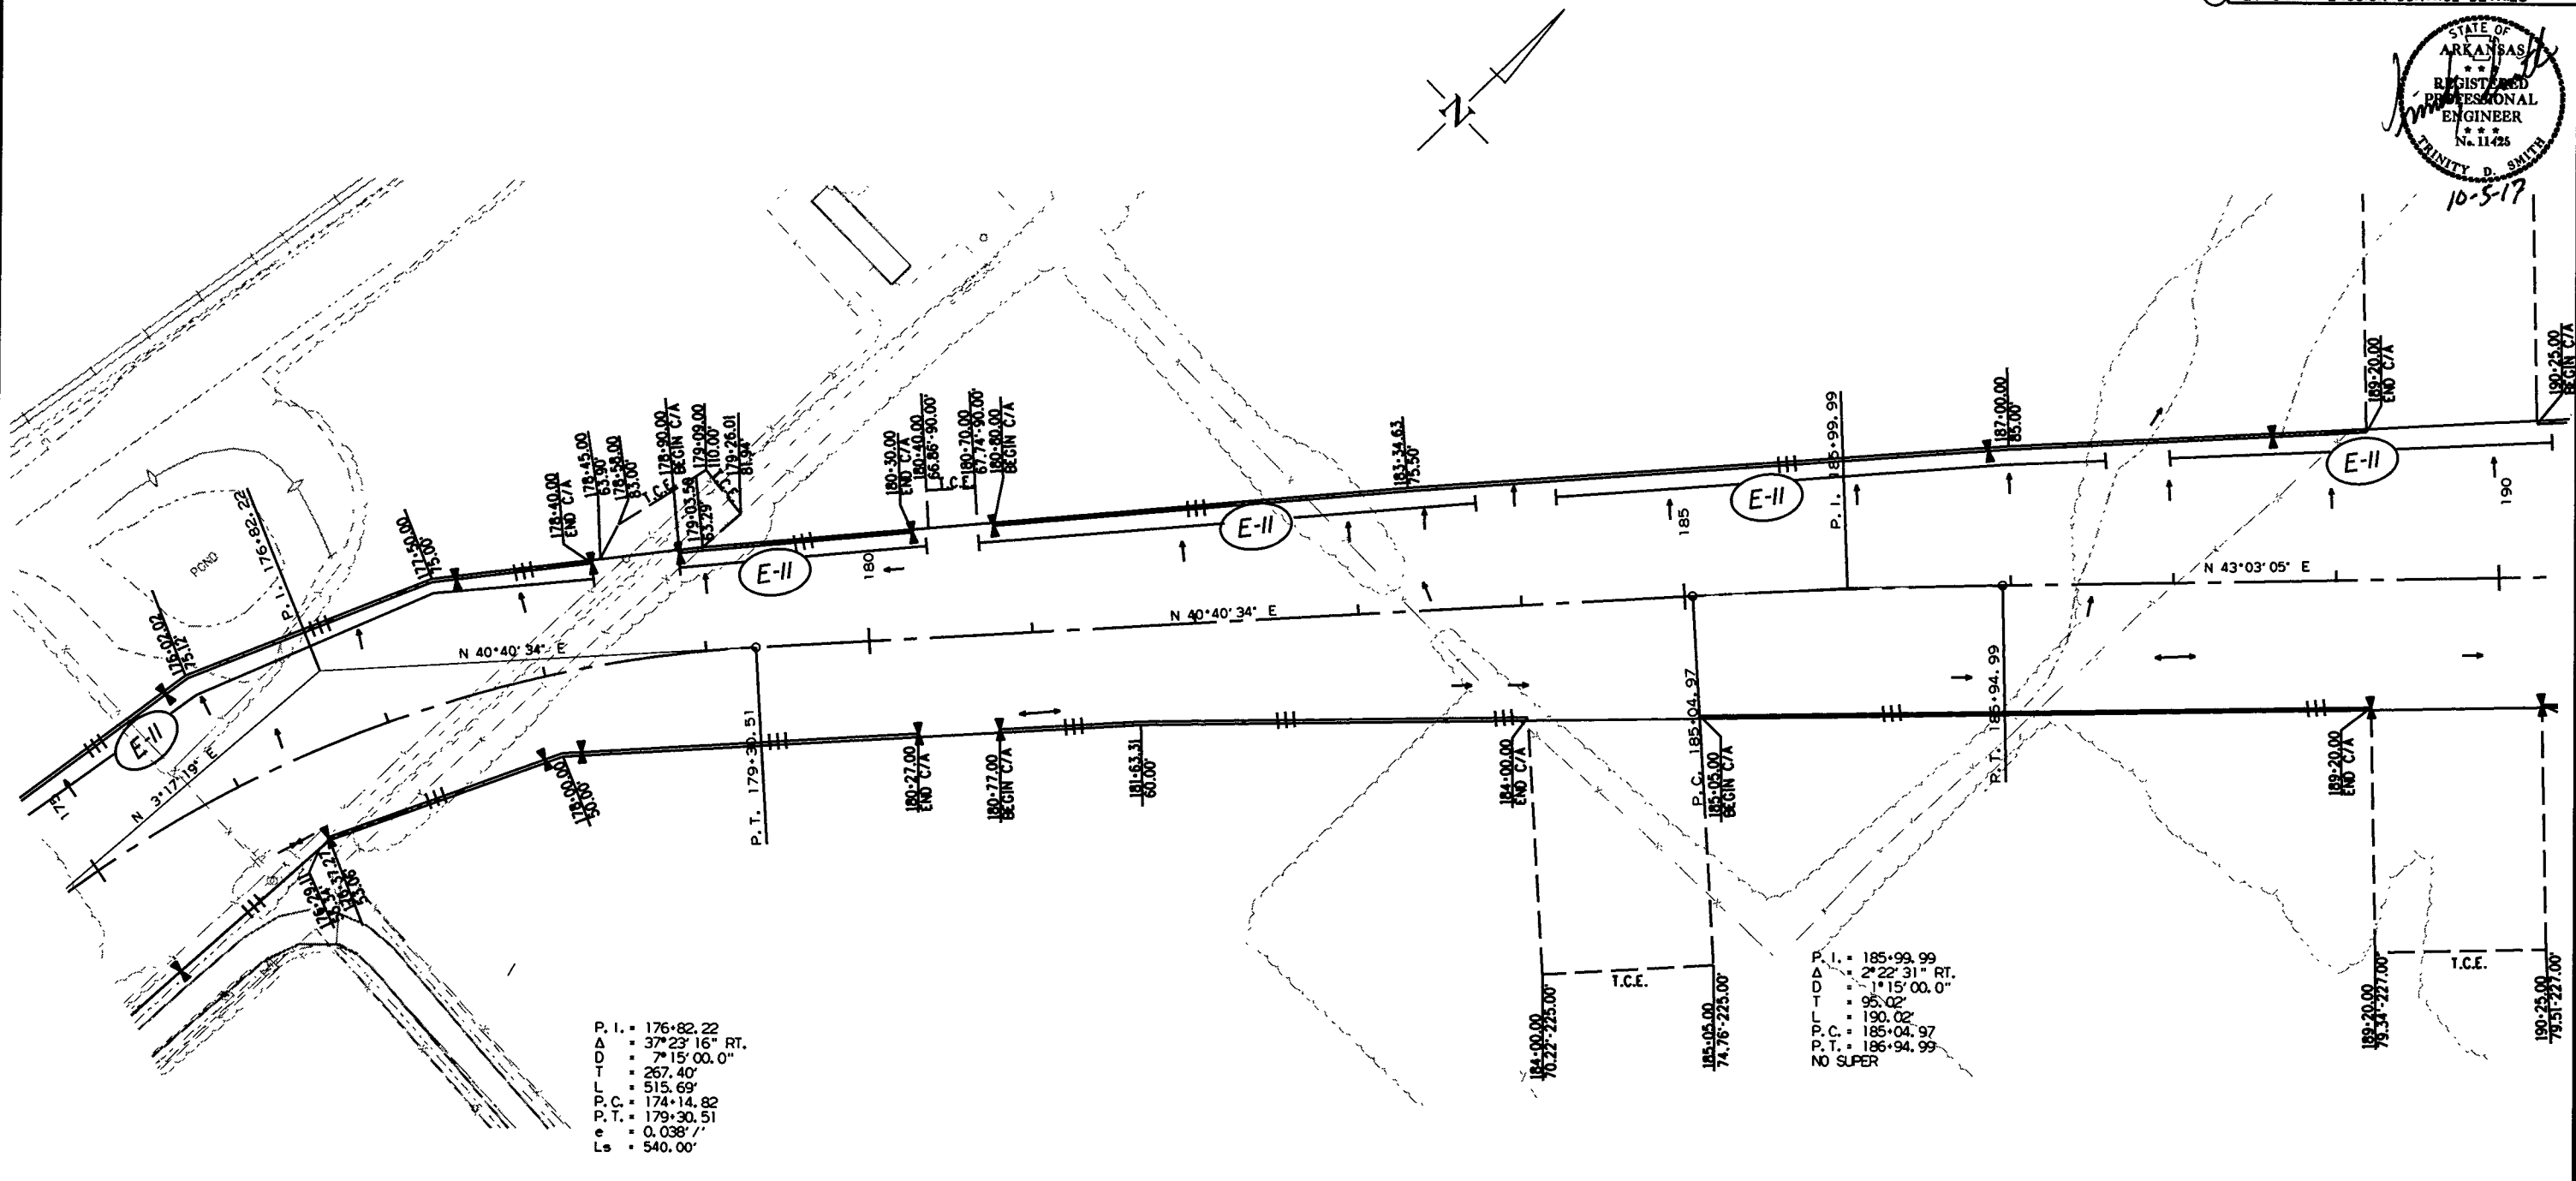 STATE OF
ARKANSAS
★ ★ ★
REGISTERED
PROFESSIONAL
ENGINEER
★ ★ ★
No. 11425
TRINITY D. SMITH
10-5-17
N
POND
P.I. 176+82.22
176+02.02
75.12'
177+50.00
75.00'
178+40.00
END C/A
178+45.00
63.90'
178+58.00
83.00'
T.C.E.
178+90.00
BEGIN C/A
179+03.50
63.29'
179+09.00
110.00'
179+26.01
81.94'
180+30.00
END C/A
180+40.00
66.86'-90.00'
T.C.E.
180+70.00
67.74'-90.00'
180+80.00
BEGIN C/A
183+34.63
75.50'
P.I. 185+99.99
187+00.00
85.00'
189+20.00
END C/A
190+25.00
BEGIN C/A
E-11
E-11
E-11
E-11
E-11
175
180
185
190
N 3°17'19" E
N 40°40'34" E
N 40°40'34" E
N 43°03'05" E
176+29.11
176+37.27
53.06'
178+00.00
50.00'
P.T. 179+30.51
180+27.00
END C/A
180+77.00
BEGIN C/A
181+63.31
60.00'
184+00.00
END C/A
P.C. 185+04.97
185+05.00
BEGIN C/A
P.T. 186+94.99
189+20.00
END C/A
184+00.00
70.22'-225.00'
T.C.E.
185+05.00
74.76'-225.00'
189+20.00
79.34'-227.00'
T.C.E.
190+25.00
79.51'-227.00'
P.I. = 176+82.22
Δ = 37°23'16" RT.
D = 7°15'00.0"
T = 267.40'
L = 515.69'
P.C. = 174+14.82
P.T. = 179+30.51
e = 0.038'/'
Ls = 540.00'
P.I. = 185+99.99
Δ = 2°22'31" RT.
D = 1°15'00.0"
T = 95.02'
L = 190.02'
P.C. = 185+04.97
P.T. = 186+94.99
NO SUPER